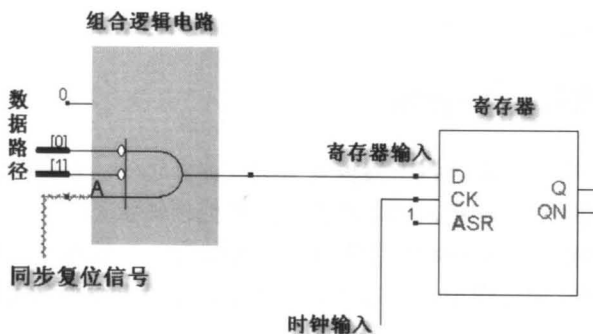 组合逻辑电路
数据路径
0
[0]
[1]
A
同步复位信号
寄存器
寄存器输入
D
CK
1
ASR
Q
QN
时钟输入